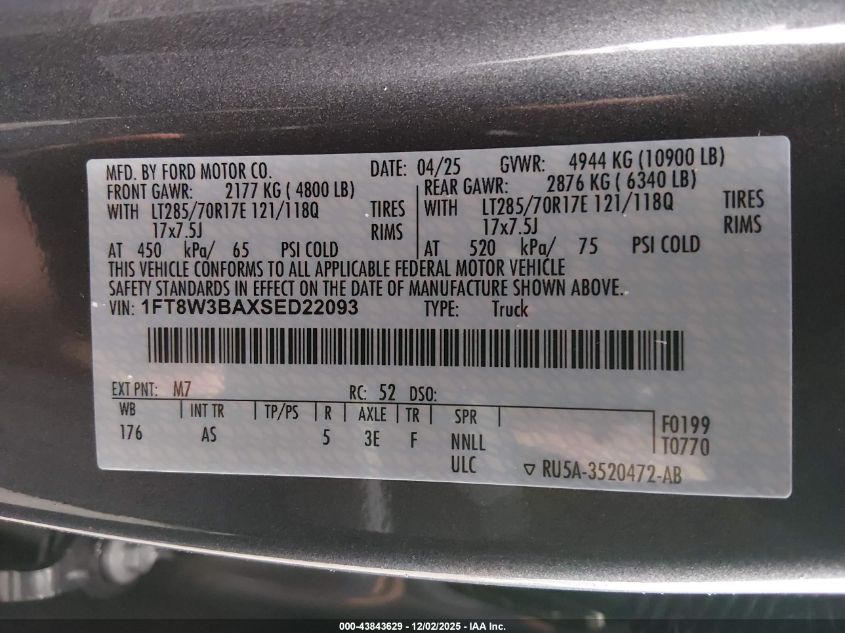 MFD. BY FORD MOTOR CO. DATE: 04/25 GVWR: 4944 KG (10900 LB)
FRONT GAWR: 2177 KG ( 4800 LB) REAR GAWR: 2876 KG ( 6340 LB)
WITH LT285/70R17E 121/118Q TIRES WITH LT285/70R17E 121/118Q TIRES
17x7.5J RIMS 17x7.5J RIMS
AT 450 kPa/ 65 PSI COLD AT 520 kPa/ 75 PSI COLD
THIS VEHICLE CONFORMS TO ALL APPLICABLE FEDERAL MOTOR VEHICLE
SAFETY STANDARDS IN EFFECT ON THE DATE OF MANUFACTURE SHOWN ABOVE.
VIN: 1FT8W3BAXSED22093 TYPE: Truck
EXT PNT: M7 RC: 52 DSO:
WB INT TR TP/PS R AXLE TR SPR F0199
176 AS 5 3E F NNLL T0770
ULC ▽ RU5A-3520472-AB
000-43843629 - 12/02/2025 - IAA Inc.